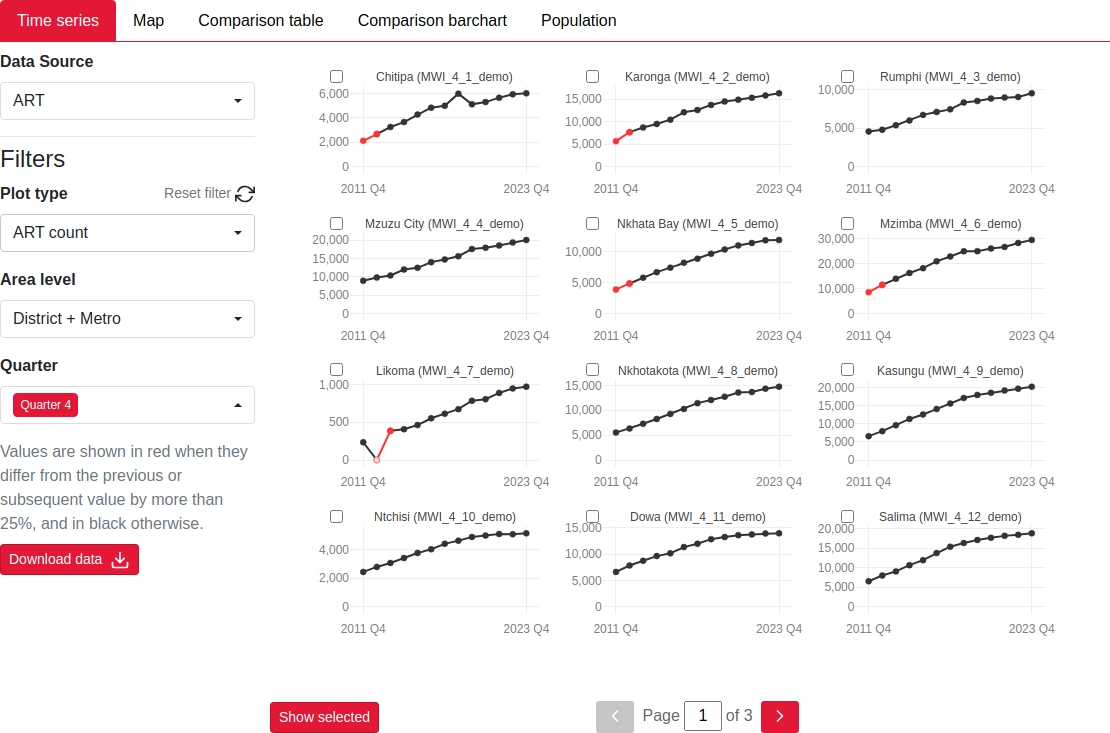 Time series Map Comparison table Comparison barchart Population
Data Source
ART
Filters
Plot type Reset filter
ART count
Area level
District + Metro
Quarter
Quarter 4
Values are shown in red when they
differ from the previous or
subsequent value by more than
25%, and in black otherwise.
Download data
Chitipa (MWI_4_1_demo)
6,000
4,000
2,000
0
2011 Q4 2023 Q4
Karonga (MWI_4_2_demo)
15,000
10,000
5,000
0
2011 Q4 2023 Q4
Rumphi (MWI_4_3_demo)
10,000
5,000
0
2011 Q4 2023 Q4
Mzuzu City (MWI_4_4_demo)
20,000
15,000
10,000
5,000
0
2011 Q4 2023 Q4
Nkhata Bay (MWI_4_5_demo)
10,000
5,000
0
2011 Q4 2023 Q4
Mzimba (MWI_4_6_demo)
30,000
20,000
10,000
0
2011 Q4 2023 Q4
Likoma (MWI_4_7_demo)
1,000
500
0
2011 Q4 2023 Q4
Nkhotakota (MWI_4_8_demo)
15,000
10,000
5,000
0
2011 Q4 2023 Q4
Kasungu (MWI_4_9_demo)
20,000
15,000
10,000
5,000
0
2011 Q4 2023 Q4
Ntchisi (MWI_4_10_demo)
4,000
2,000
0
2011 Q4 2023 Q4
Dowa (MWI_4_11_demo)
15,000
10,000
5,000
0
2011 Q4 2023 Q4
Salima (MWI_4_12_demo)
20,000
15,000
10,000
5,000
0
2011 Q4 2023 Q4
Show selected
Page 1 of 3